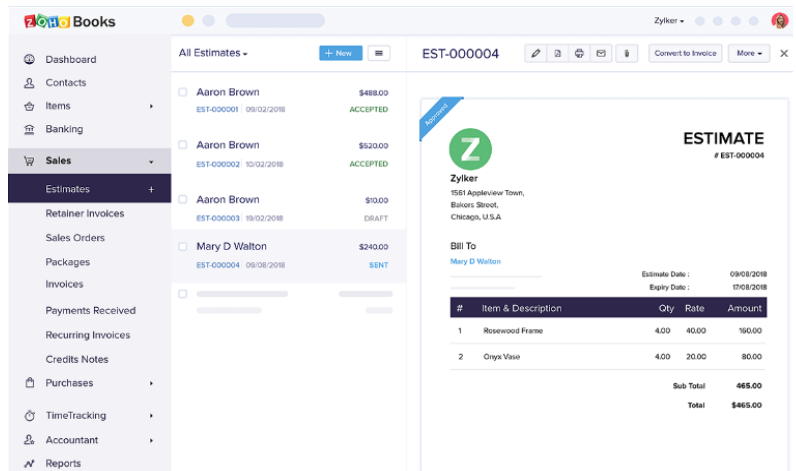 ZOHO Books
Zylker
Dashboard
Contacts
Items
Banking
Sales
Estimates +
Retainer Invoices
Sales Orders
Packages
Invoices
Payments Received
Recurring Invoices
Credits Notes
Purchases
TimeTracking
Accountant
Reports
All Estimates
+ New
Aaron Brown $488.00
EST-000001 09/02/2018 ACCEPTED
Aaron Brown $520.00
EST-000002 10/02/2018 ACCEPTED
Aaron Brown $10.00
EST-000003 19/02/2018 DRAFT
Mary D Walton $240.00
EST-000004 09/08/2018 SENT
EST-000004
Convert to Invoice
More
Approved
Z
ESTIMATE
# EST-000004
Zylker
1561 Appleview Town,
Bakers Street,
Chicago, U.S.A
Bill To
Mary D Walton
Estimate Date : 09/08/2018
Expiry Date : 17/08/2018
# Item & Description Qty Rate Amount
1 Rosewood Frame 4.00 40.00 160.00
2 Onyx Vase 4.00 20.00 80.00
Sub Total 465.00
Total $465.00